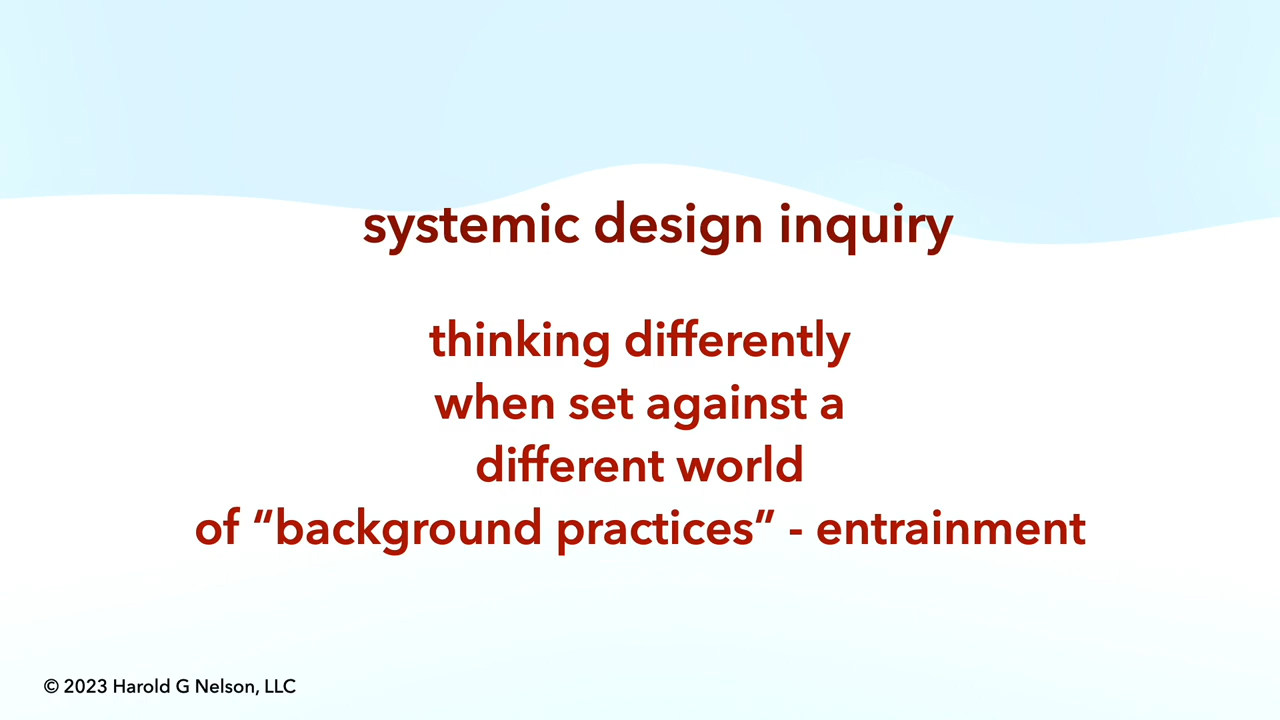 systemic design inquiry
thinking differently
when set against a
different world
of “background practices” - entrainment
© 2023 Harold G Nelson, LLC